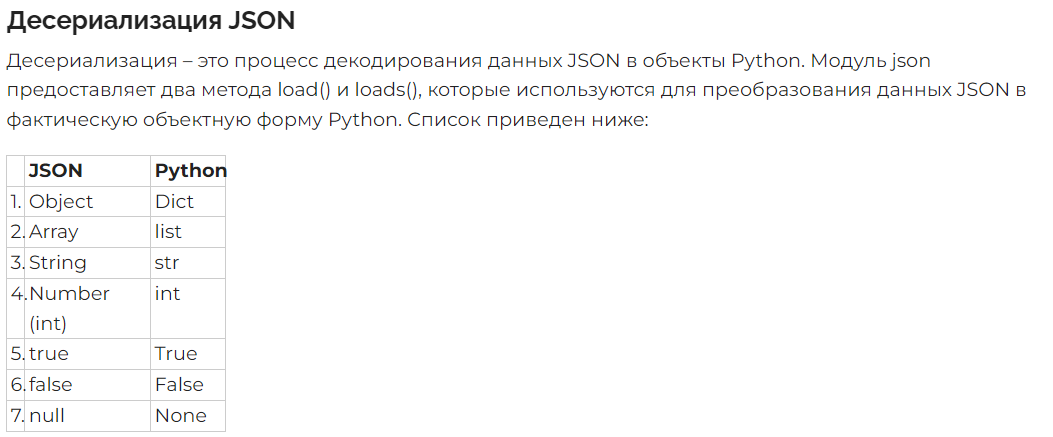 Десериализация JSON
Десериализация – это процесс декодирования данных JSON в объекты Python. Модуль json
предоставляет два метода load() и loads(), которые используются для преобразования данных JSON в
фактическую объектную форму Python. Список приведен ниже:
JSON Python
1. Object Dict
2. Array list
3. String str
4. Number int
(int)
5. true True
6. false False
7. null None